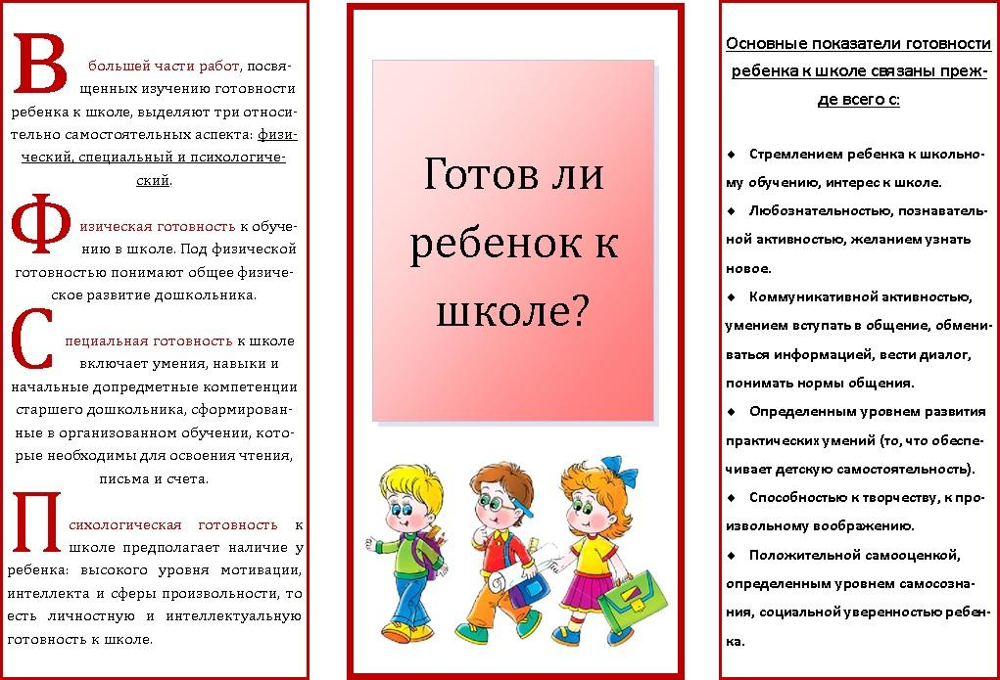 В большей части работ, посвя-
щенных изучению готовности
ребенка к школе, выделяют три относи-
тельно самостоятельных аспекта: физи-
ческий, специальный и психологиче-
ский.
Физическая готовность к обуче-
нию в школе. Под физической
готовностью понимают общее физиче-
ское развитие дошкольника.
Специальная готовность к школе
включает умения, навыки и
начальные допредметные компетенции
старшего дошкольника, сформирован-
ные в организованном обучении, кото-
рые необходимы для освоения чтения,
письма и счета.
Психологическая готовность к
школе предполагает наличие у
ребенка: высокого уровня мотивации,
интеллекта и сферы произвольности, то
есть личностную и интеллектуальную
готовность к школе.
Готов ли
ребенок к
школе?
Основные показатели готовности
ребенка к школе связаны преж-
де всего с:
♦ Стремлением ребенка к школьно-
му обучению, интерес к школе.
♦ Любознательностью, познаватель-
ной активностью, желанием узнать
новое.
♦ Коммуникативной активностью,
умением вступать в общение, обмени-
ваться информацией, вести диалог,
понимать нормы общения.
♦ Определенным уровнем развития
практических умений (то, что обеспе-
чивает детскую самостоятельность).
♦ Способностью к творчеству, к про-
извольному воображению.
♦ Положительной самооценкой,
определенным уровнем самосозна-
ния, социальной уверенностью ребен-
ка.